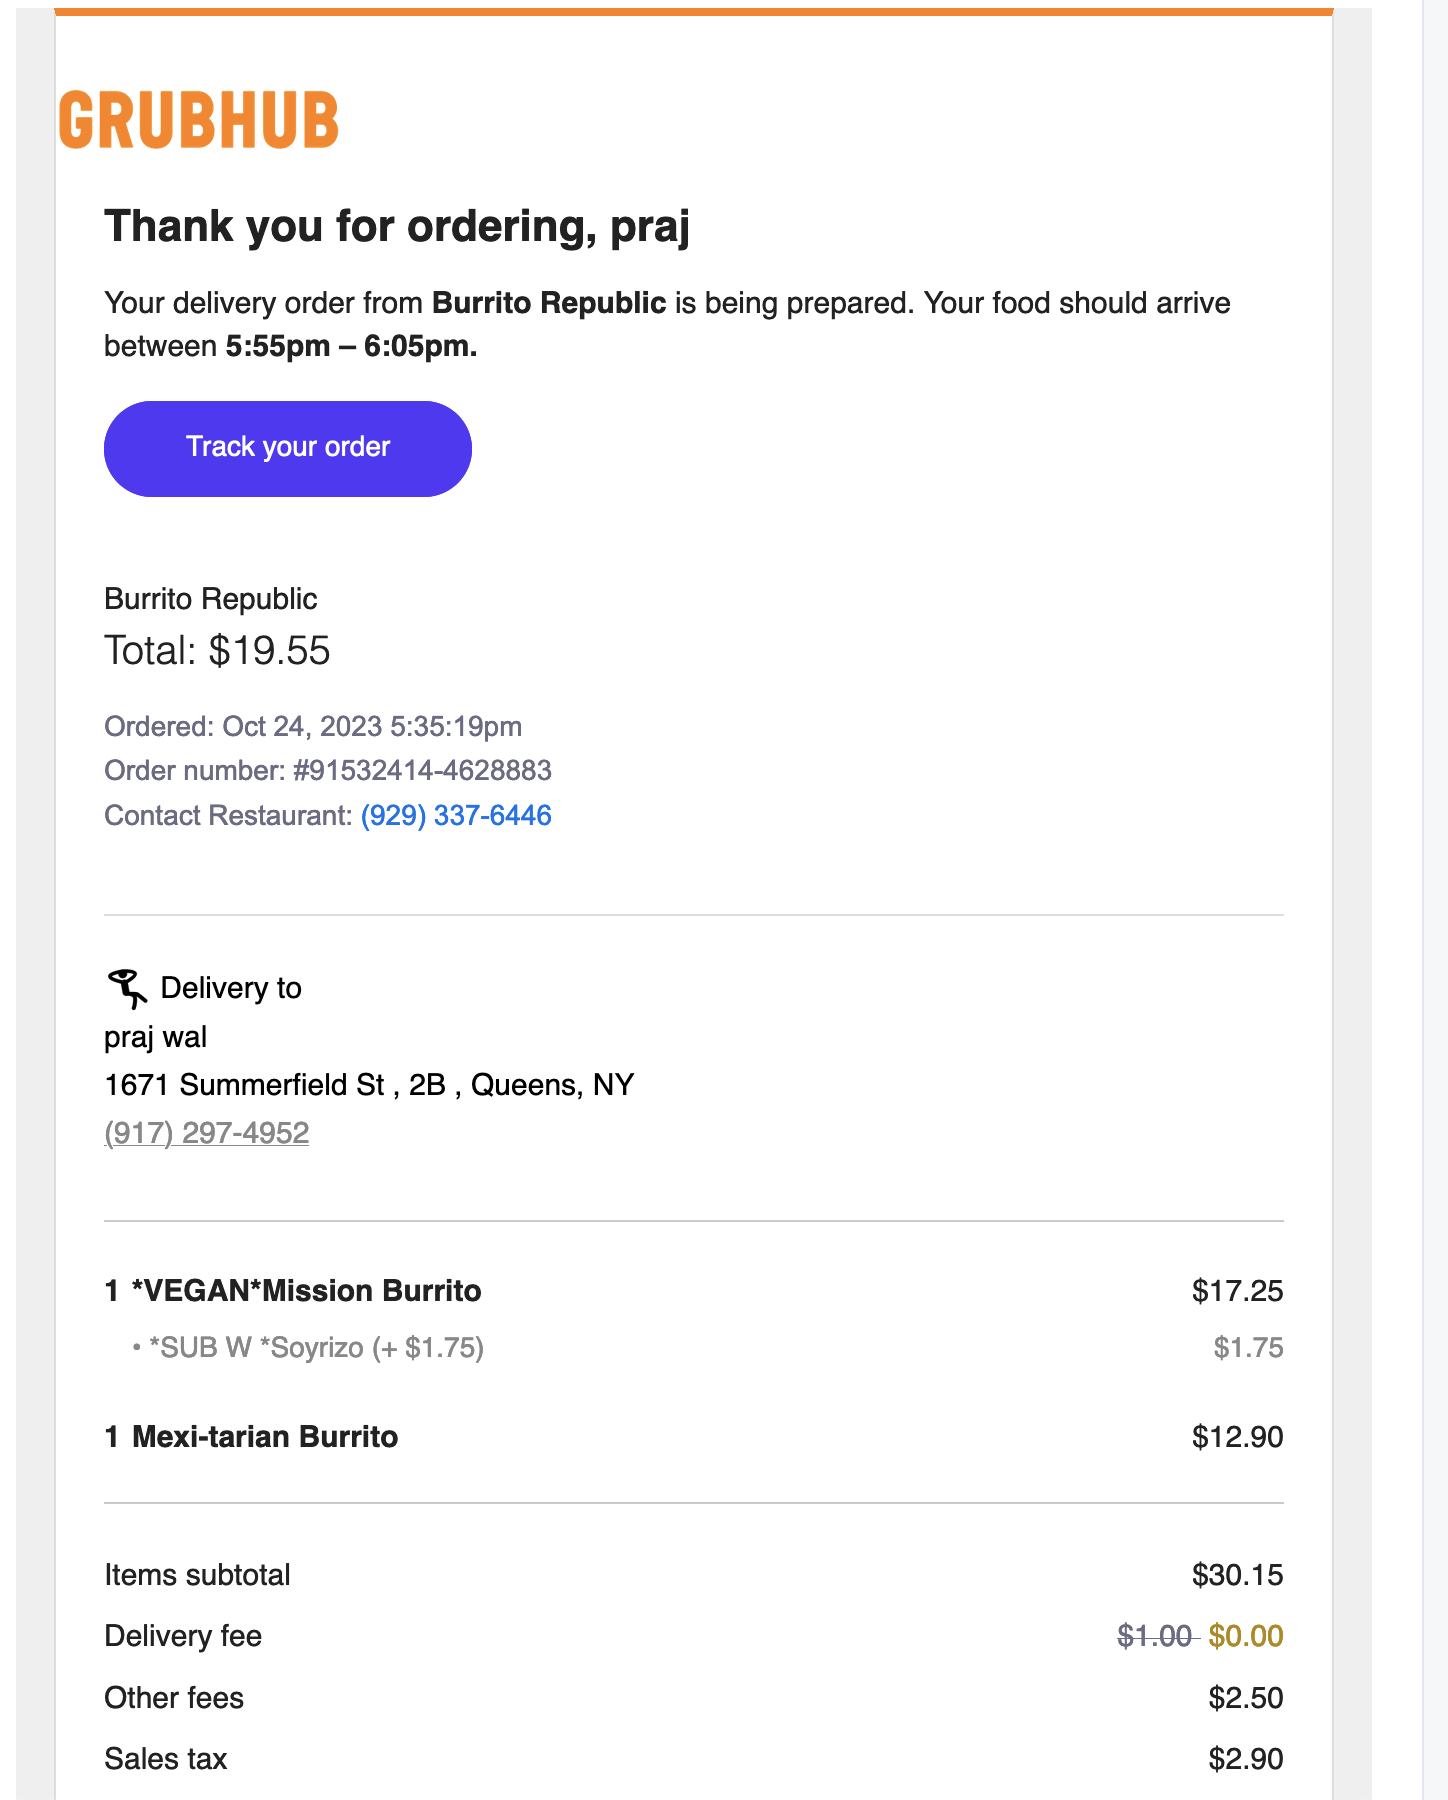 GRUBHUB
Thank you for ordering, praj
Your delivery order from Burrito Republic is being prepared. Your food should arrive
between 5:55pm – 6:05pm.
Track your order
Burrito Republic
Total: $19.55
Ordered: Oct 24, 2023 5:35:19pm
Order number: #91532414-4628883
Contact Restaurant: (929) 337-6446
Delivery to
praj wal
1671 Summerfield St , 2B , Queens, NY
(917) 297-4952
1 *VEGAN*Mission Burrito $17.25
• *SUB W *Soyrizo (+ $1.75) $1.75
1 Mexi-tarian Burrito $12.90
Items subtotal $30.15
Delivery fee $1.00 $0.00
Other fees $2.50
Sales tax $2.90